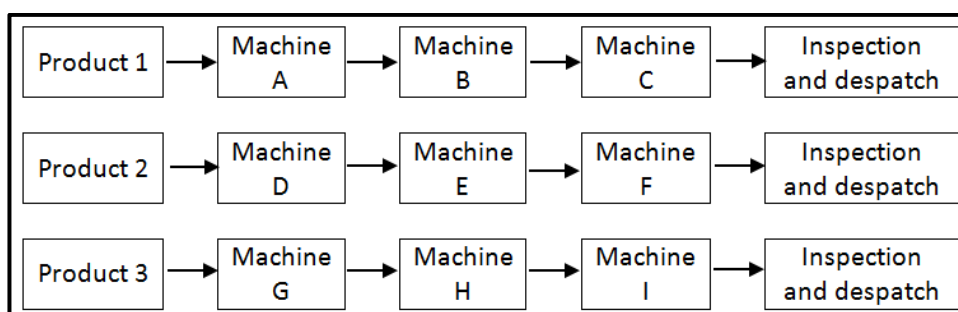 Product 1
Machine
A
Machine
B
Machine
C
Inspection
and despatch
Product 2
Machine
D
Machine
E
Machine
F
Inspection
and despatch
Product 3
Machine
G
Machine
H
Machine
I
Inspection
and despatch